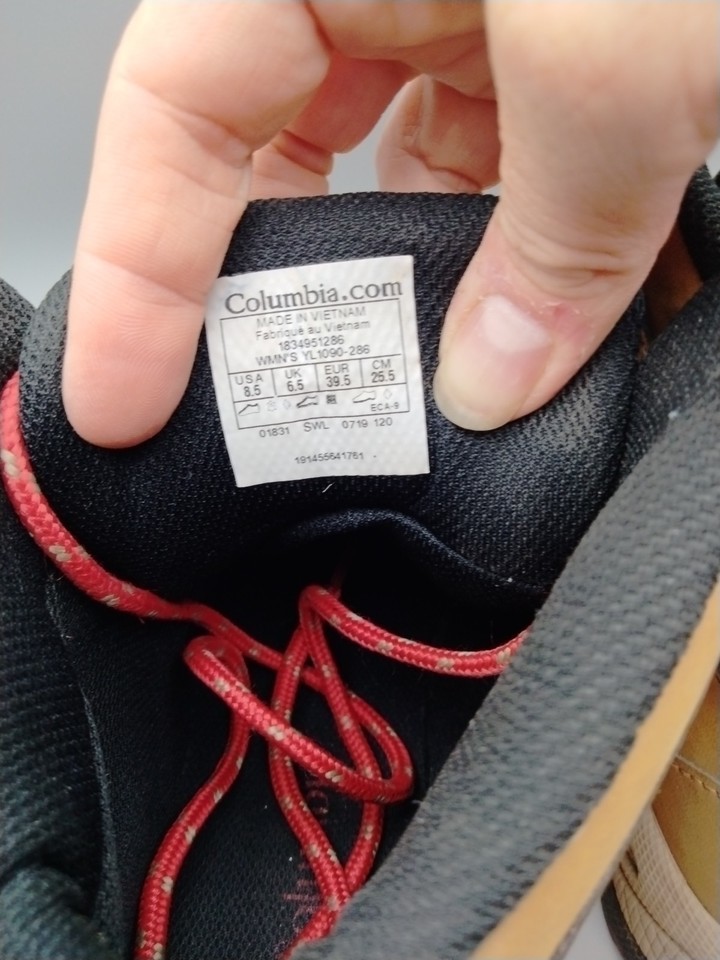 Columbia.com
MADE IN VIETNAM
Fabriqué au Vietnam
1834951286
WMN'S YL1090-286
USA UK EUR CM
8.5 6.5 39.5 25.5
ECA-9
01831 SWL 0719 120
191455641761